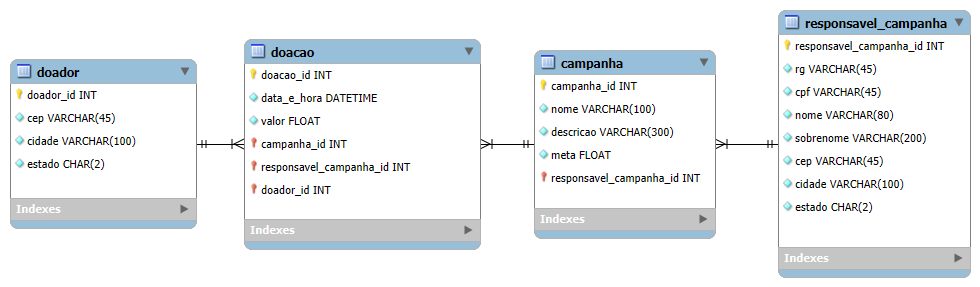 doador
doador_id INT
cep VARCHAR(45)
cidade VARCHAR(100)
estado CHAR(2)
Indexes
doacao
doacao_id INT
data_e_hora DATETIME
valor FLOAT
campanha_id INT
responsavel_campanha_id INT
doador_id INT
Indexes
campanha
campanha_id INT
nome VARCHAR(100)
descricao VARCHAR(300)
meta FLOAT
responsavel_campanha_id INT
Indexes
responsavel_campanha
responsavel_campanha_id INT
rg VARCHAR(45)
cpf VARCHAR(45)
nome VARCHAR(80)
sobrenome VARCHAR(200)
cep VARCHAR(45)
cidade VARCHAR(100)
estado CHAR(2)
Indexes